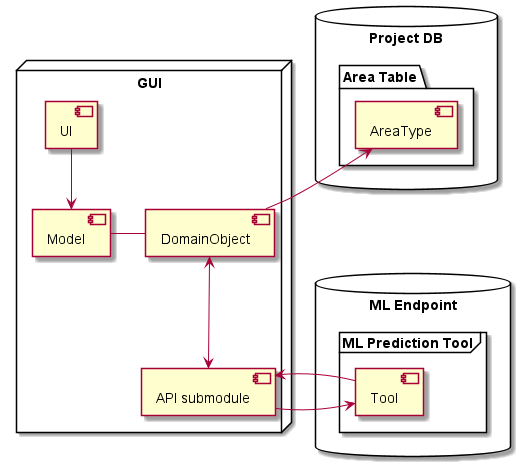 Project DB
Area Table
AreaType
GUI
UI
Model
DomainObject
API submodule
ML Endpoint
ML Prediction Tool
Tool